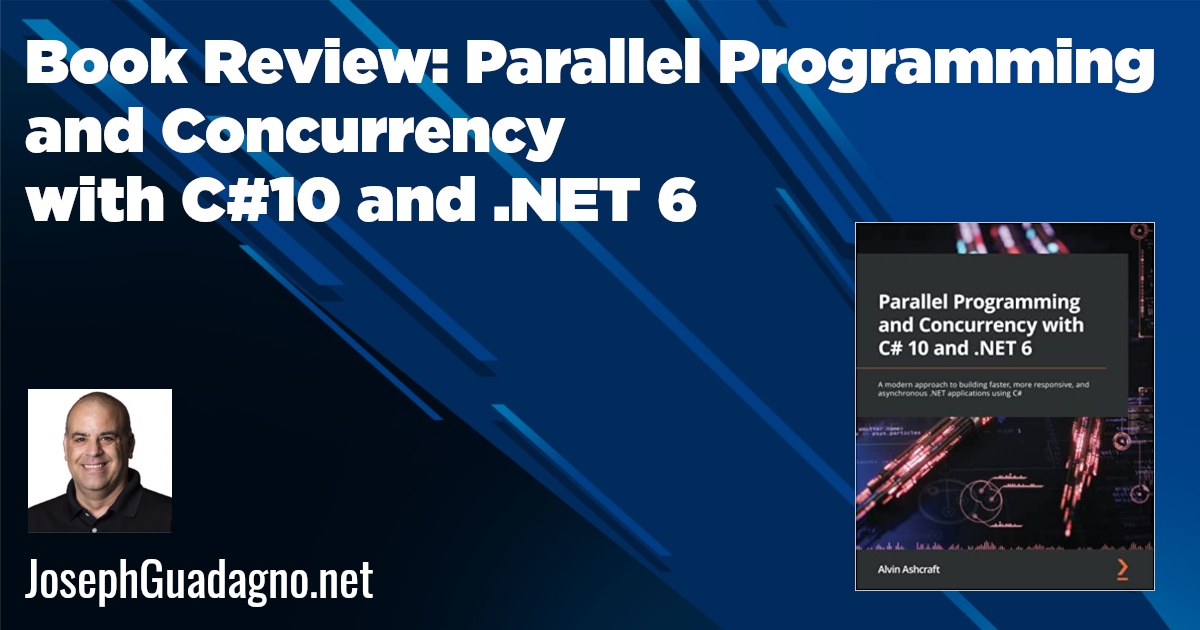 Book Review: Parallel Programming
and Concurrency
with C#10 and .NET 6
Parallel Programming
and Concurrency with
C# 10 and .NET 6
A modern approach to building faster, more responsive, and
asynchronous .NET applications using C#
Alvin Ashcraft
JosephGuadagno.net